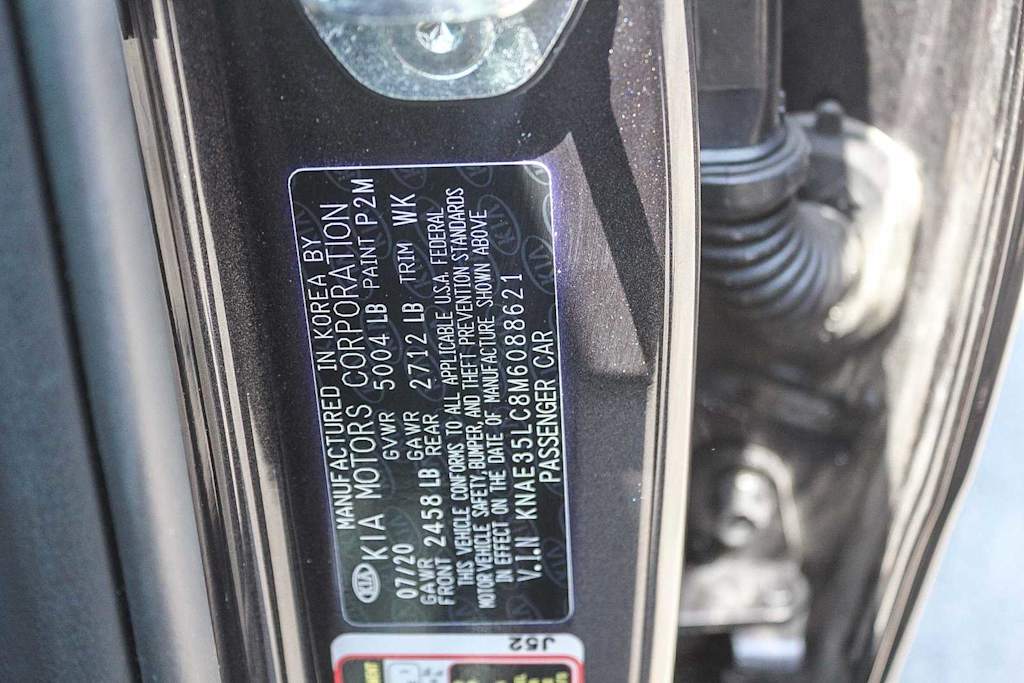 MANUFACTURED IN KOREA BY
KIA KIA MOTORS CORPORATION
07/20 GVWR 5004 LB PAINT P2M
GAWR FRONT 2458 LB GAWR REAR 2712 LB TRIM WK
THIS VEHICLE CONFORMS TO ALL APPLICABLE U.S.A. FEDERAL
MOTOR VEHICLE SAFETY, BUMPER, AND THEFT PREVENTION STANDARDS
IN EFFECT ON THE DATE OF MANUFACTURE SHOWN ABOVE
V.I.N KNAE35LC8M6088621
PASSENGER CAR
J52